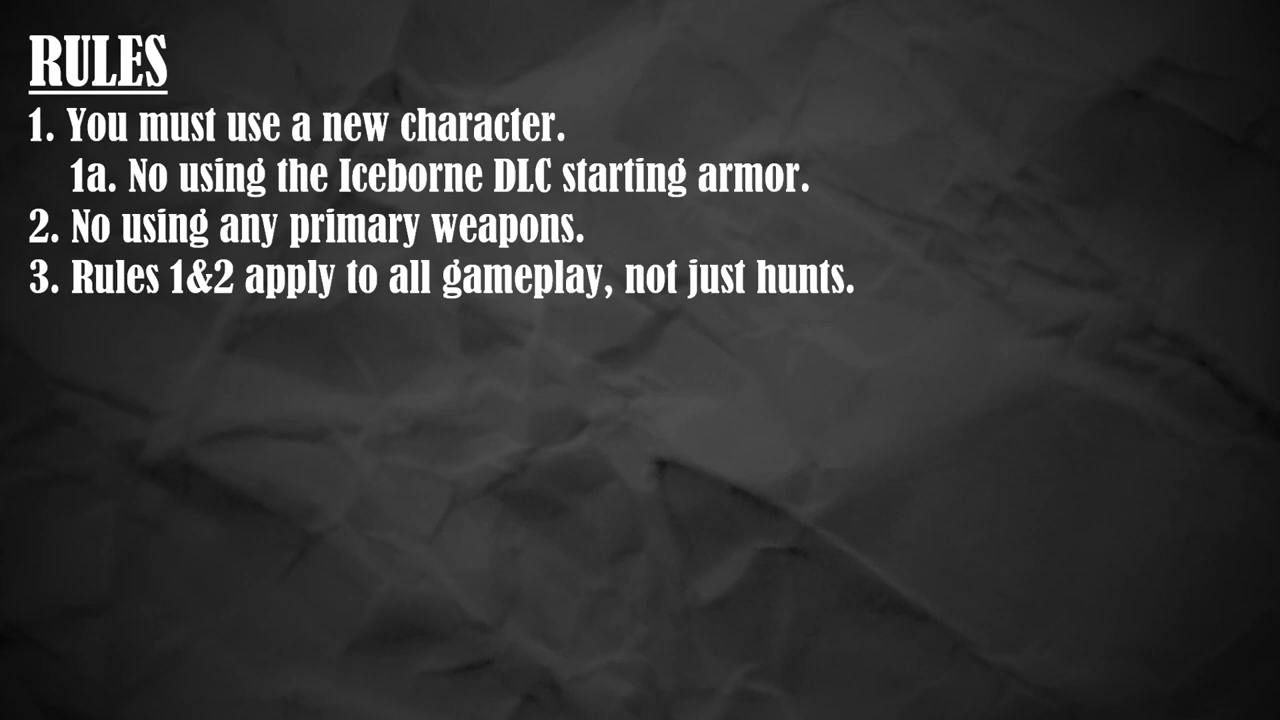 RULES
1. You must use a new character.
1a. No using the Iceborne DLC starting armor.
2. No using any primary weapons.
3. Rules 1&2 apply to all gameplay, not just hunts.